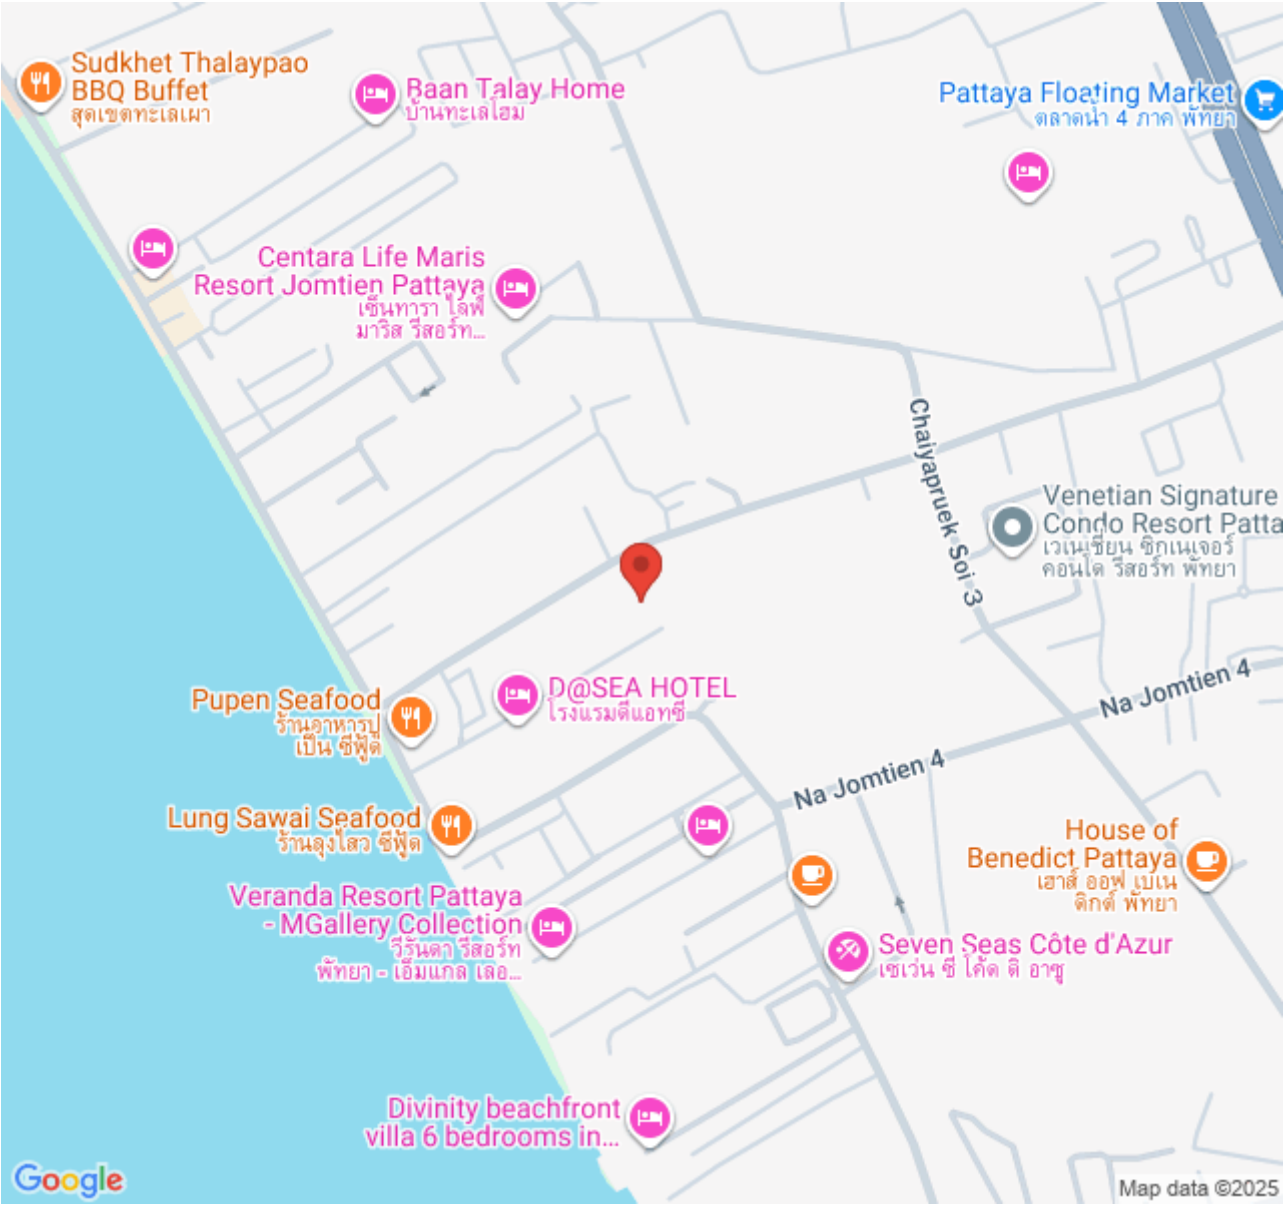 Sudkhet Thalaypao
BBQ Buffet
สุดเขตทะเลเผา
Baan Talay Home
บ้านทะเลโฮม
Pattaya Floating Market
ตลาดน้ำ 4 ภาค พัทยา
Centara Life Maris
Resort Jomtien Pattaya
เซ็นทารา ไลฟ์
มาริส รีสอร์ท...
Chaiyapruek Soi 3
Venetian Signature
Condo Resort Patta
เวเนเชี่ยน ซิกเนเจอร์
คอนโด รีสอร์ท พัทยา
D@SEA HOTEL
โรงแรมดีแอทซี
Na Jomtien 4
Pupen Seafood
ร้านอาหารปู
เป็น ซีฟู้ด
Na Jomtien 4
Lung Sawai Seafood
ร้านลุงไสว ซีฟู้ด
House of
Benedict Pattaya
เฮาส์ ออฟ เบเน
ดิกต์ พัทยา
Veranda Resort Pattaya
- MGallery Collection
วีรันดา รีสอร์ท
พัทยา - เอ็มแกล เลอ...
Seven Seas Côte d'Azur
เซเว่น ซี โค้ด ดิ อาซู
Divinity beachfront
villa 6 bedrooms in...
Google
Map data ©2025